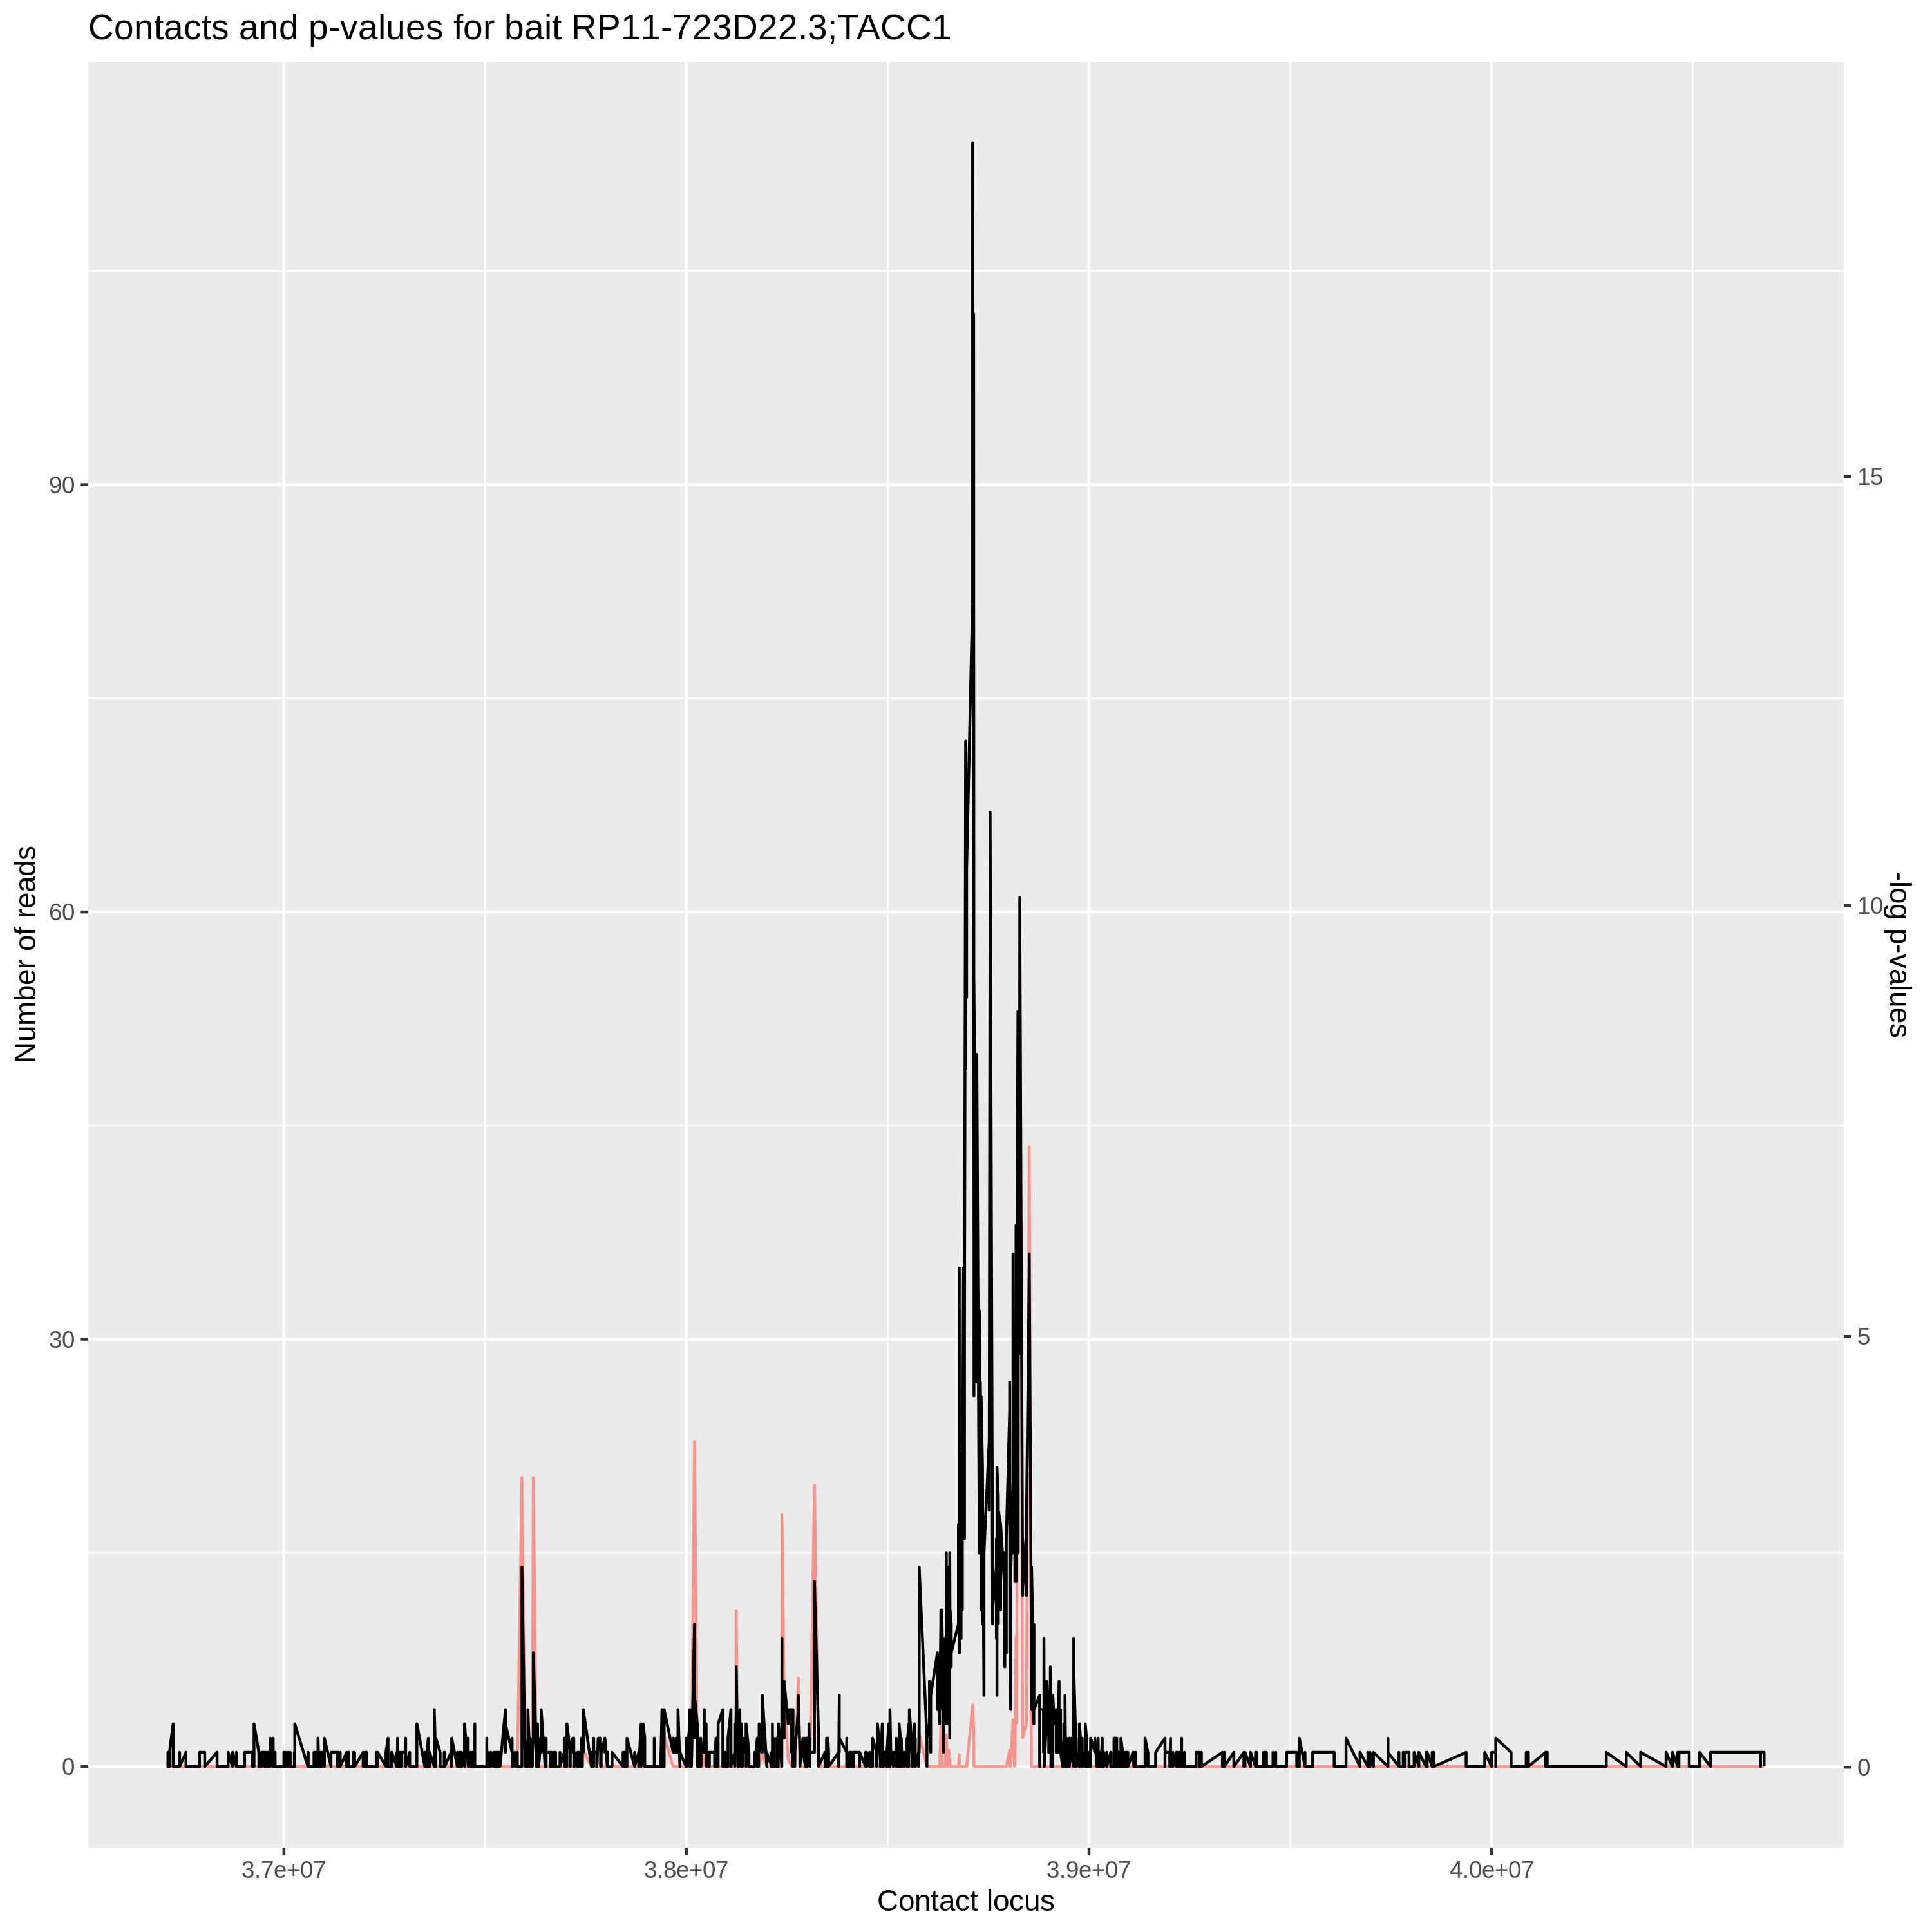 Contacts and p-values for bait RP11-723D22.3;TACC1
90
60
30
0
Number of reads
15
10
5
0
-log p-values
3.7e+07 3.8e+07 3.9e+07 4.0e+07
Contact locus